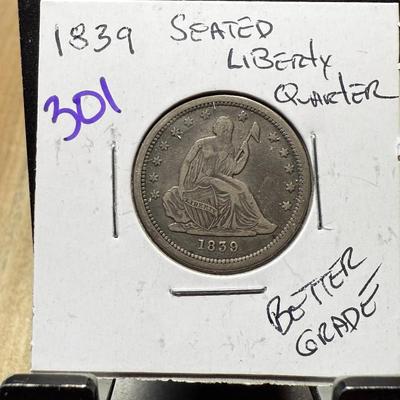 1839 SEATED
LIBERTY
QUARTER
301
LIBERTY
1839
BETTER
GRADE